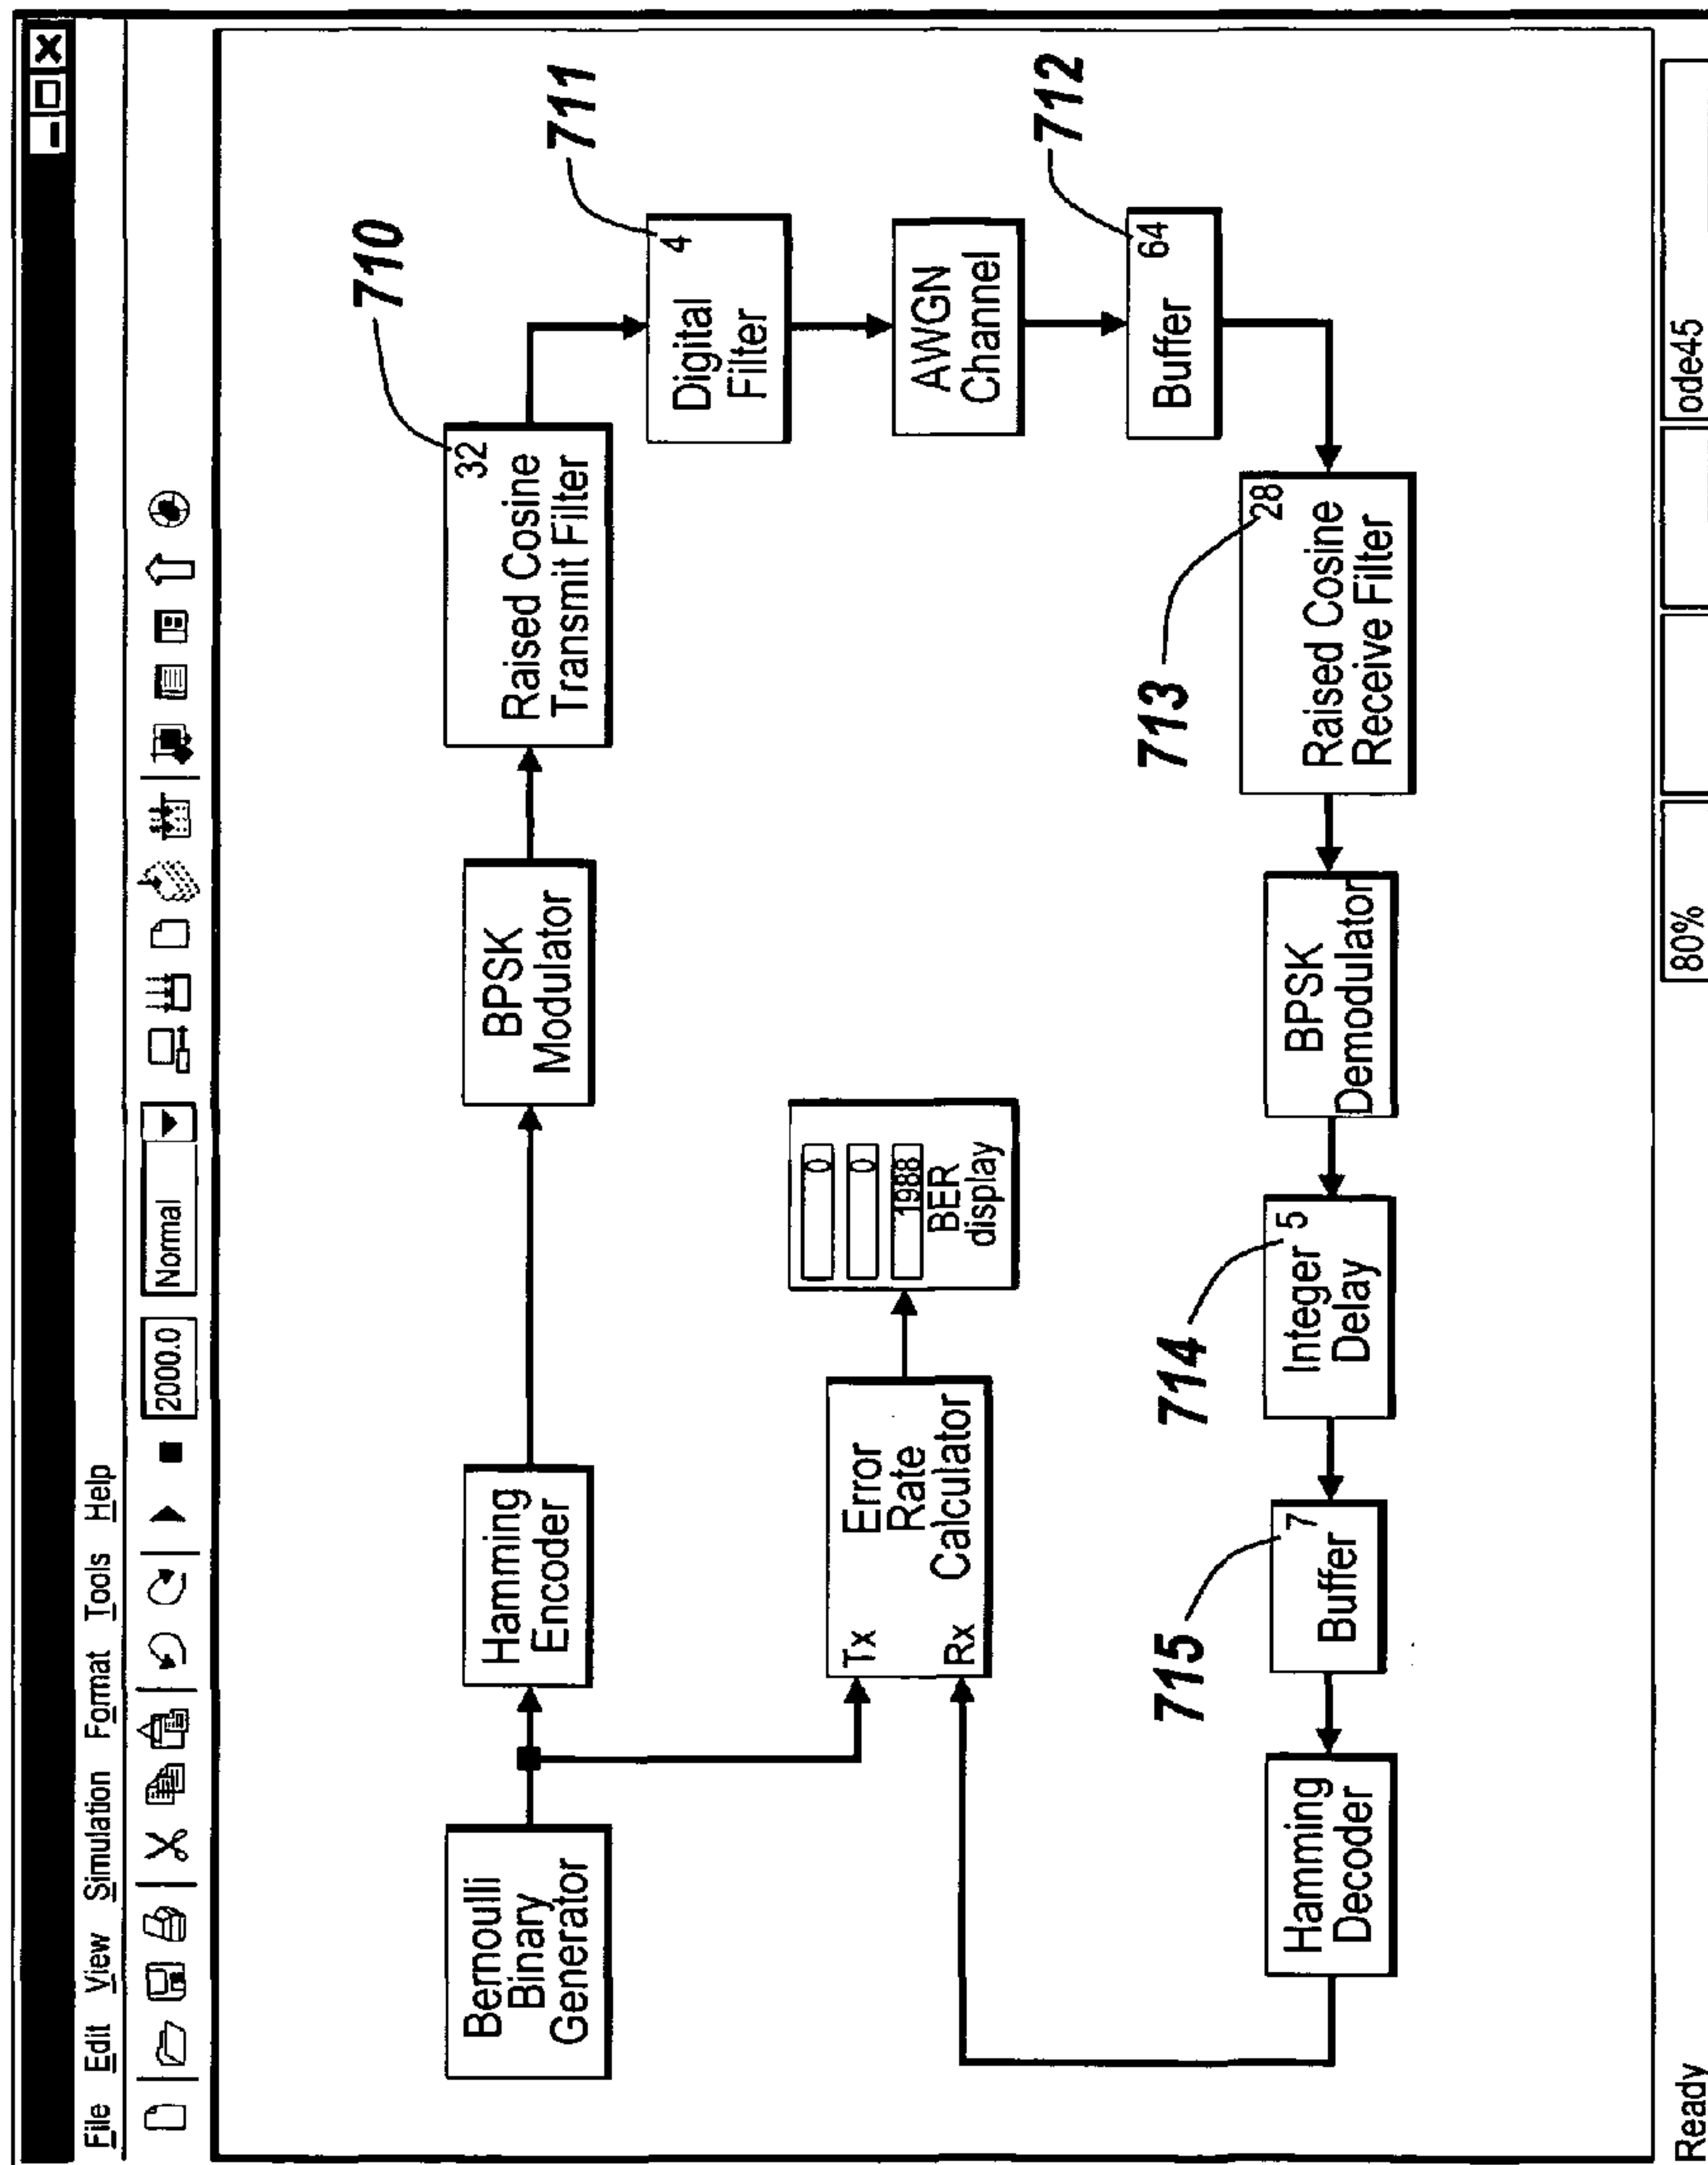 File Edit View Simulation Format Tools Help
2000.0
Normal
Bernoulli
Binary
Generator
Hamming
Encoder
BPSK
Modulator
32
Raised Cosine
Transmit Filter
710
4
Digital
Filter
711
AWGN
Channel
64
Buffer
712
28
Raised Cosine
Receive Filter
713
BPSK
Demodulator
5
Integer
Delay
714
7
Buffer
715
Hamming
Decoder
Tx
Rx
Error
Rate
Calculator
0
0
1988
BER
display
Ready
80%
ode45